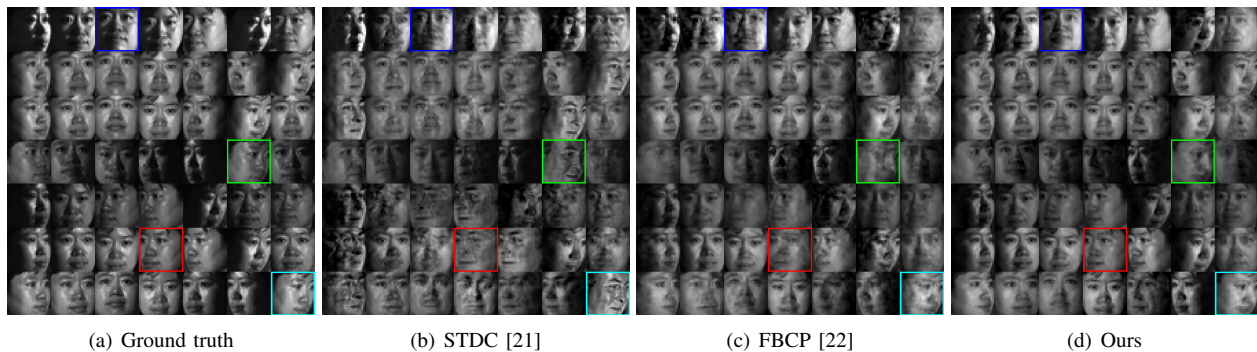 (a) Ground truth
(b) STDC [21]
(c) FBCP [22]
(d) Ours